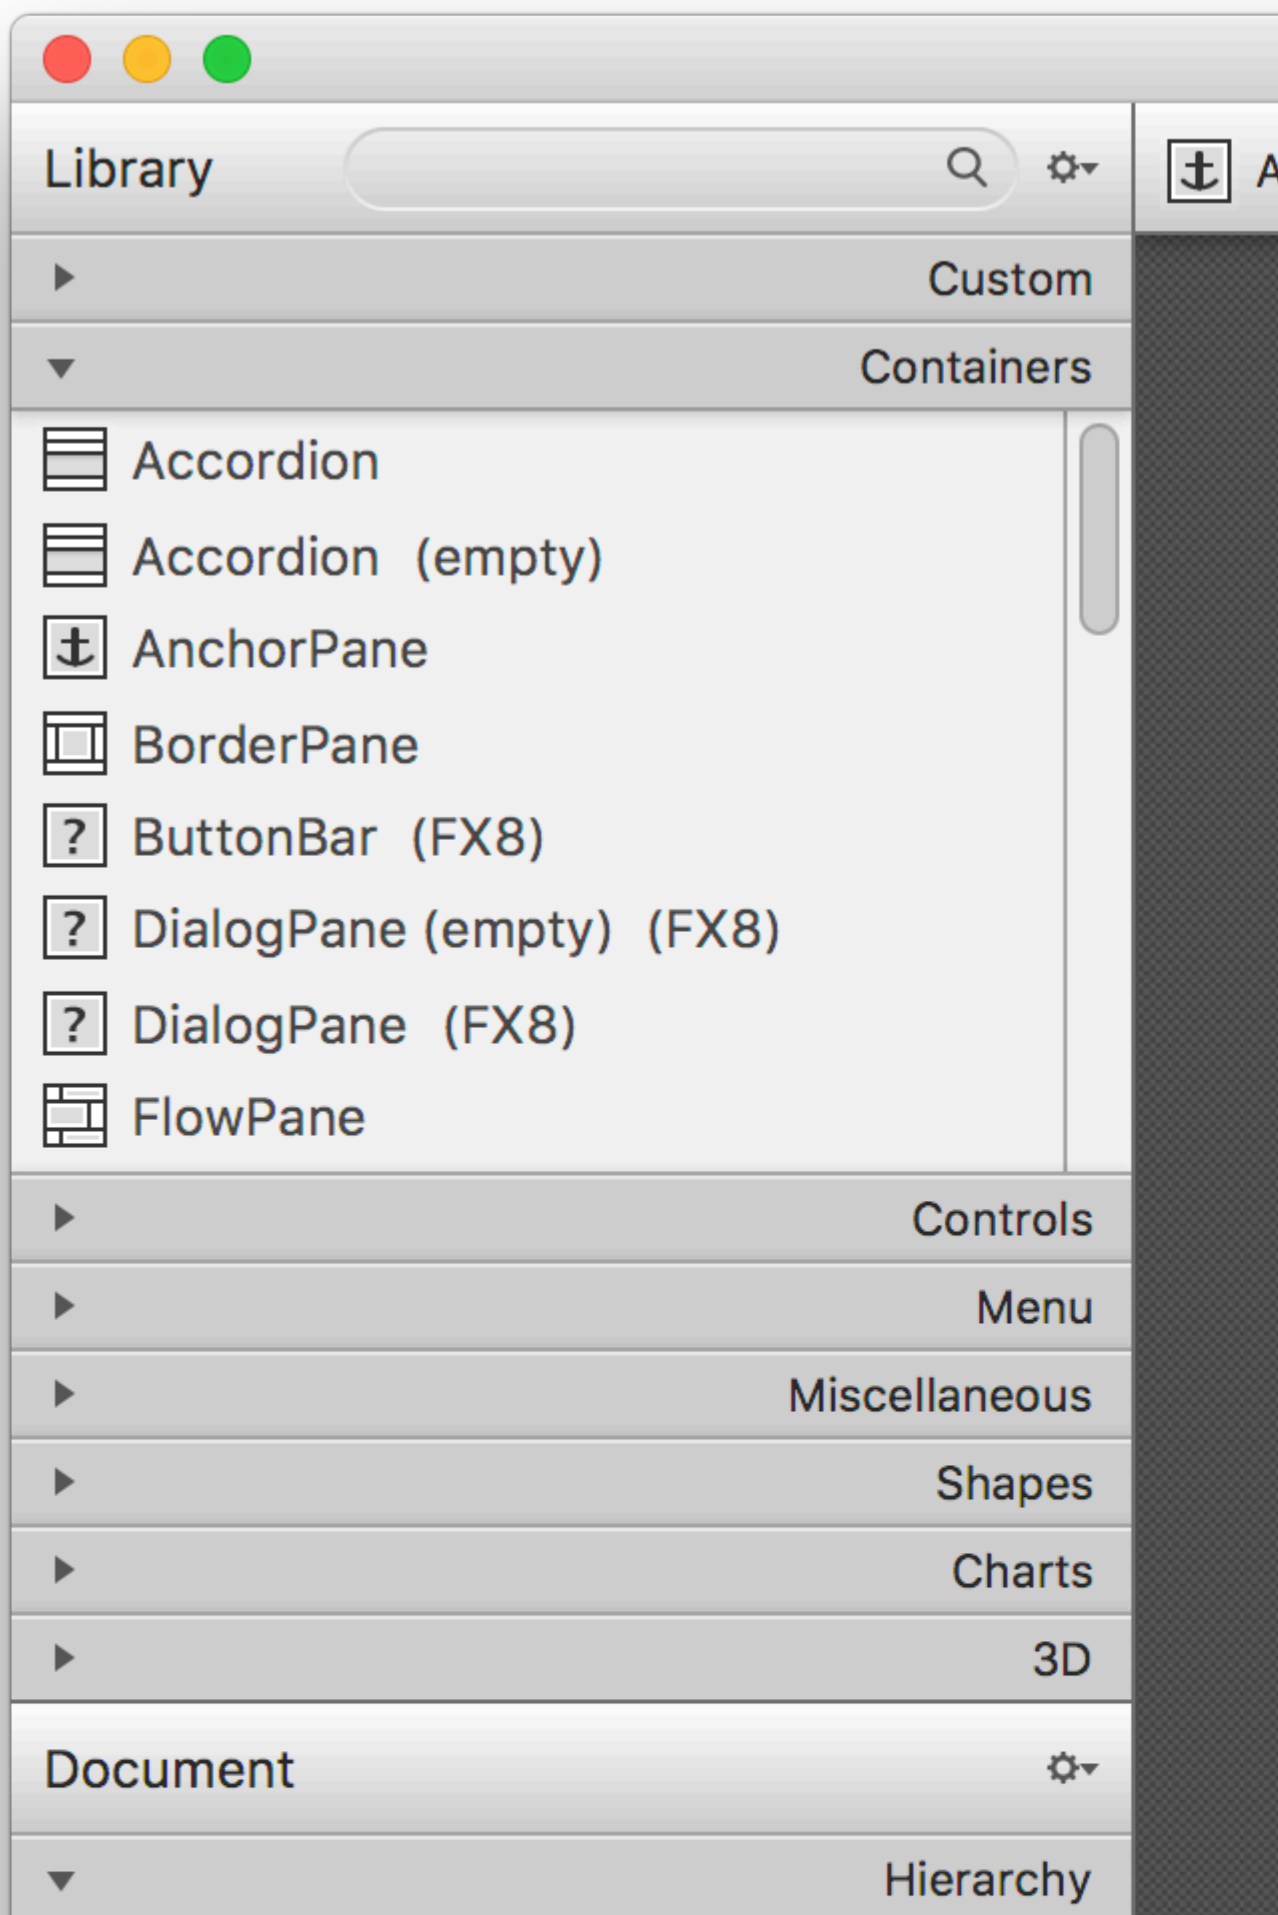 Library
A
Custom
Containers
Accordion
Accordion (empty)
AnchorPane
BorderPane
? ButtonBar (FX8)
? DialogPane (empty) (FX8)
? DialogPane (FX8)
FlowPane
Controls
Menu
Miscellaneous
Shapes
Charts
3D
Document
Hierarchy